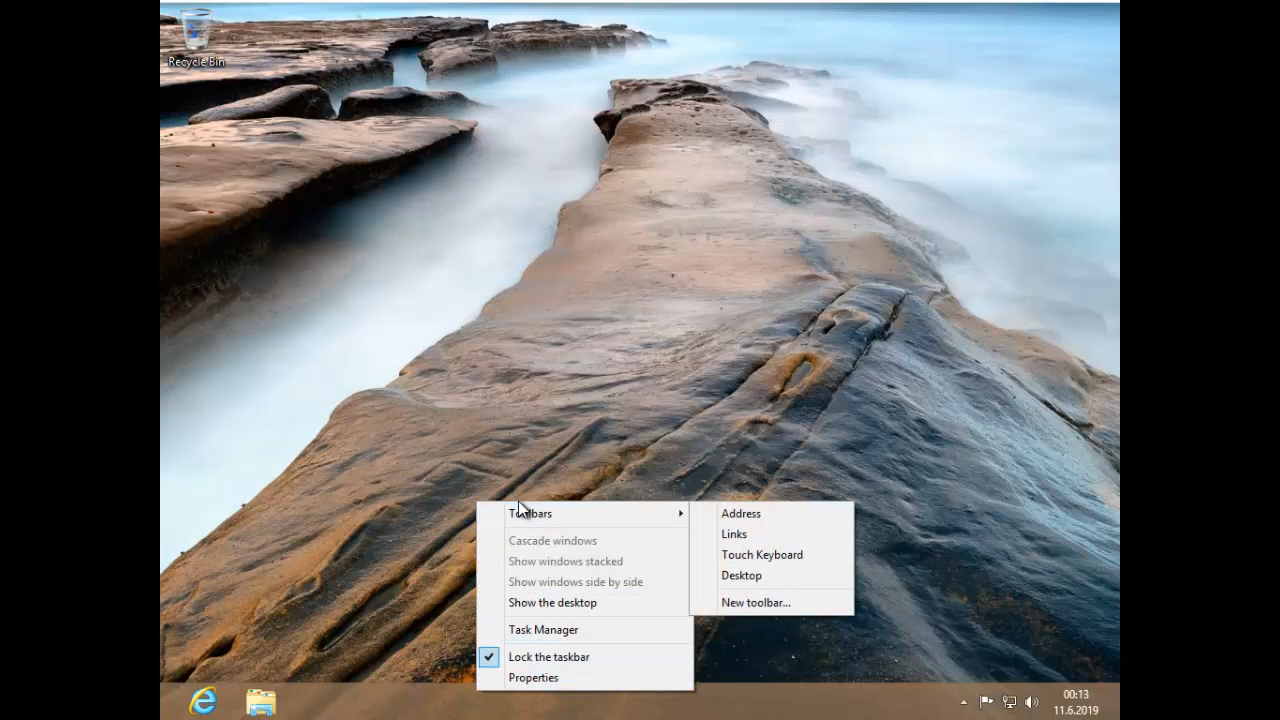 Recycle Bin
Toolbars
Cascade windows
Show windows stacked
Show windows side by side
Show the desktop
Task Manager
Lock the taskbar
Properties
Address
Links
Touch Keyboard
Desktop
New toolbar...
00:13
11.6.2019